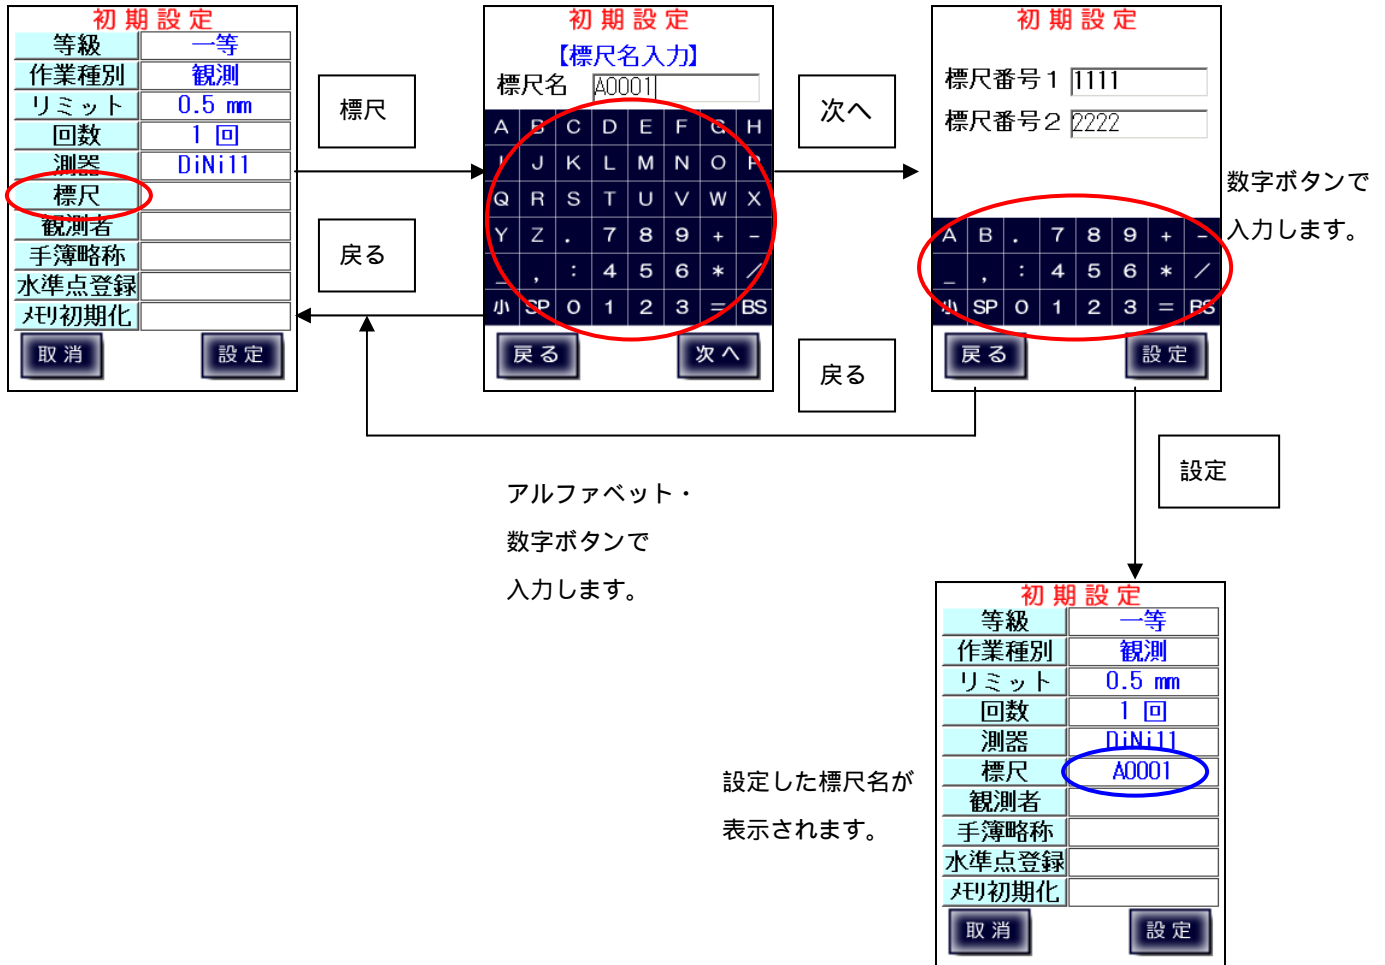 初期設定
等級 一等
作業種別 観測
リミット 0.5 mm
回数 1 回
測器 DiNi11
標尺
観測者
手簿略称
水準点登録
メモリ初期化
取消 設定
標尺
戻る
初期設定
【標尺名入力】
標尺名 A0001
A B C D E F G H
I J K L M N O P
Q R S T U V W X
Y Z . 7 8 9 + -
_ , : 4 5 6 * /
小 SP 0 1 2 3 = BS
戻る 次へ
次へ
戻る
初期設定
標尺番号1 1111
標尺番号2 2222
A B . 7 8 9 + -
_ , : 4 5 6 * /
小 SP 0 1 2 3 = BS
戻る 設定
数字ボタンで
入力します。
アルファベット・
数字ボタンで
入力します。
設定
初期設定
等級 一等
作業種別 観測
リミット 0.5 mm
回数 1 回
測器 DiNi11
標尺 A0001
観測者
手簿略称
水準点登録
メモリ初期化
取消 設定
設定した標尺名が
表示されます。